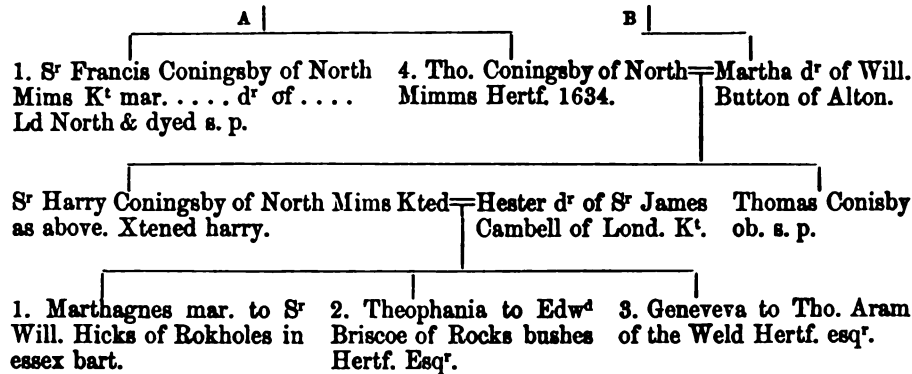 A B
1. Sʳ Francis Coningsby of North
Mims Kᵗ mar. . . . . . dʳ of . . . .
Ld North & dyed s. p.
4. Tho. Coningsby of North
Mimms Hertf. 1634.
Martha dʳ of Will.
Button of Alton.
Sʳ Harry Coningsby of North Mims Kted
as above. Xtened harry.
Hester dʳ of Sʳ James
Cambell of Lond. Kᵗ.
Thomas Conisby
ob. s. p.
1. Marthagnes mar. to Sʳ
Will. Hicks of Rokholes in
essex bart.
2. Theophania to Edwᵈ
Briscoe of Rocks bushes
Hertf. Esqʳ.
3. Geneveva to Tho. Aram
of the Weld Hertf. esqʳ.